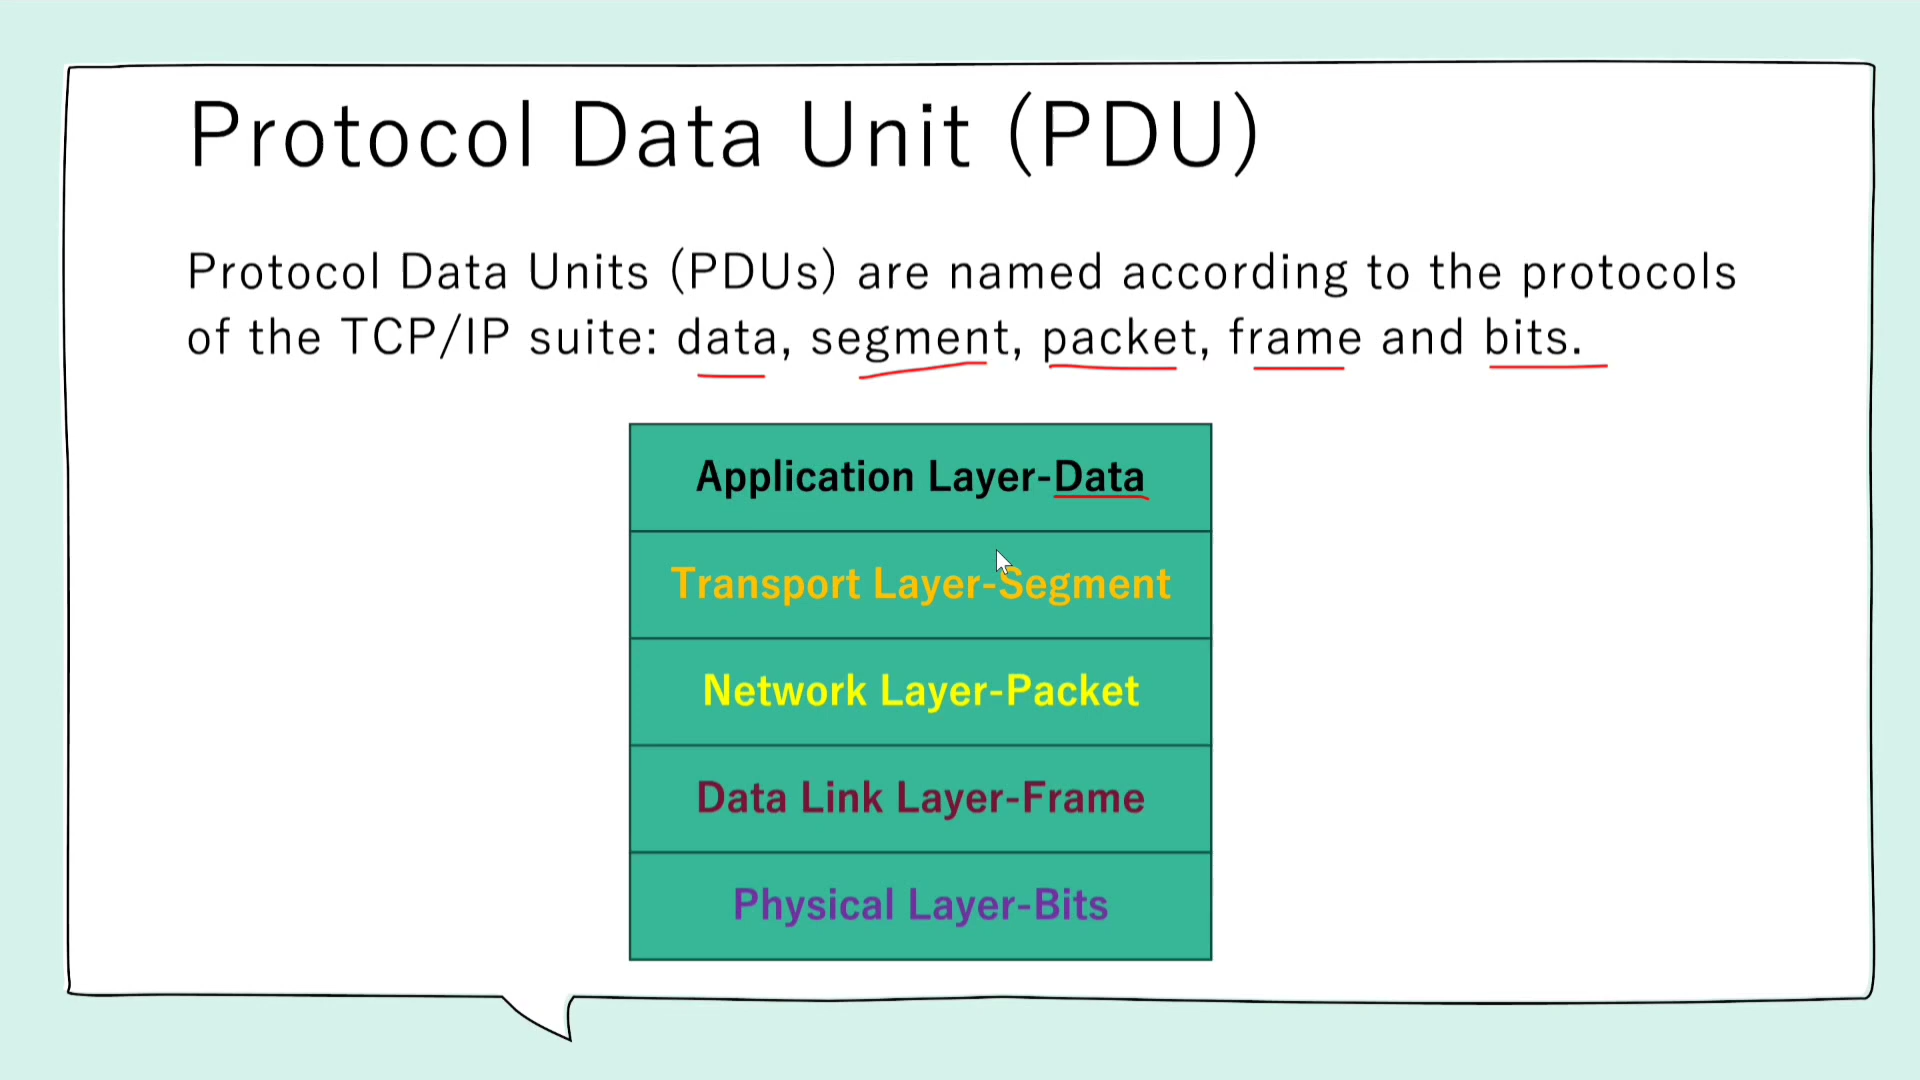 Protocol Data Unit (PDU)
Protocol Data Units (PDUs) are named according to the protocols
of the TCP/IP suite: data, segment, packet, frame and bits.
Application Layer-Data
Transport Layer-Segment
Network Layer-Packet
Data Link Layer-Frame
Physical Layer-Bits